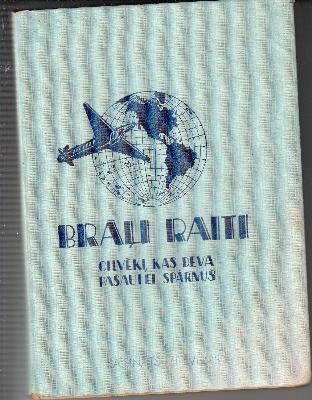 BRĀĻI RAITI
CILVĒKI, KAS DEVA
PASAULEI SPĀRNUS